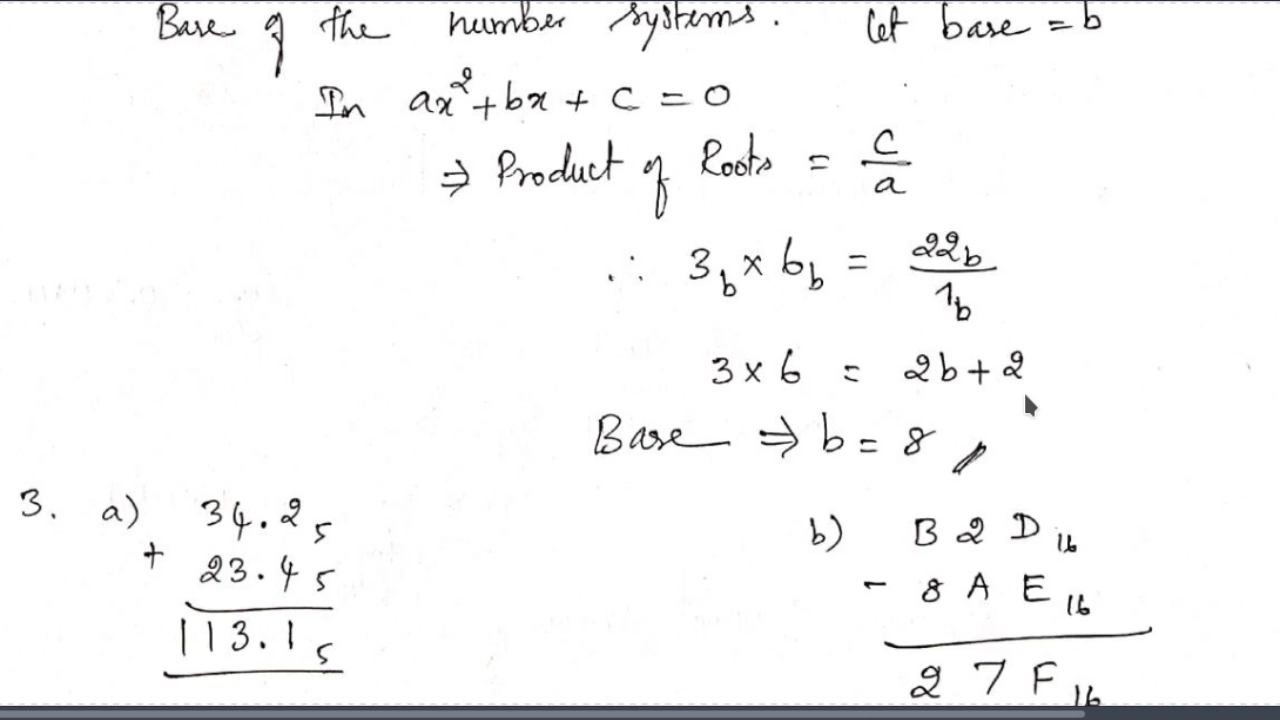 Base of the number systems. let base = b
In ax²+bx + c = 0
⇒ Product of Roots = c/a
∴ 3_b × 6_b = 22_b/1_b
3 × 6 = 2b+2
Base ⇒ b = 8
3. a) 34.2_5
+ 23.4_5
113.1_5
b) B 2 D_16
- 8 A E_16
2 7 F_16